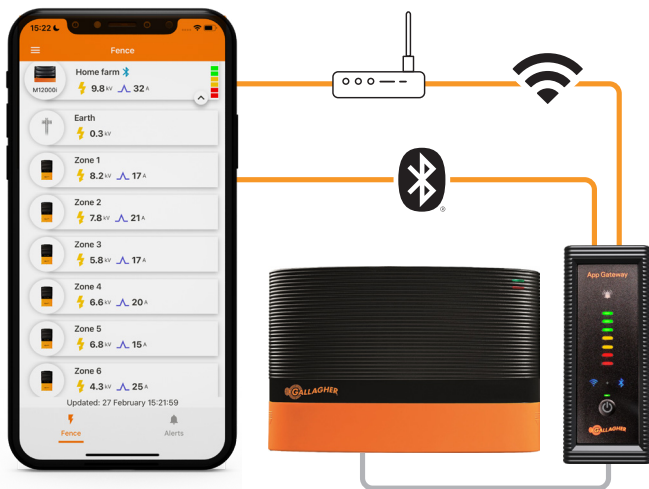 15:22
Fence
M12000i
Home farm
9.8 kV 32 A
Earth
0.3 kV
Zone 1
8.2 kV 17 A
Zone 2
7.8 kV 21 A
Zone 3
5.8 kV 17 A
Zone 4
6.6 kV 20 A
Zone 5
6.8 kV 15 A
Zone 6
4.3 kV 25 A
Updated: 27 February 15:21:59
Fence
Alerts
®
GALLAGHER
App Gateway
GALLAGHER